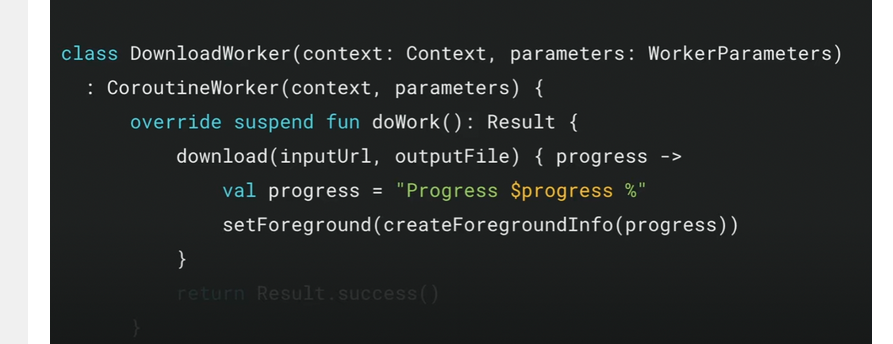 class DownloadWorker(context: Context, parameters: WorkerParameters)
: CoroutineWorker(context, parameters) {
override suspend fun doWork(): Result {
download(inputUrl, outputFile) { progress ->
val progress = "Progress $progress %"
setForeground(createForegroundInfo(progress))
}
return Result.success()
}